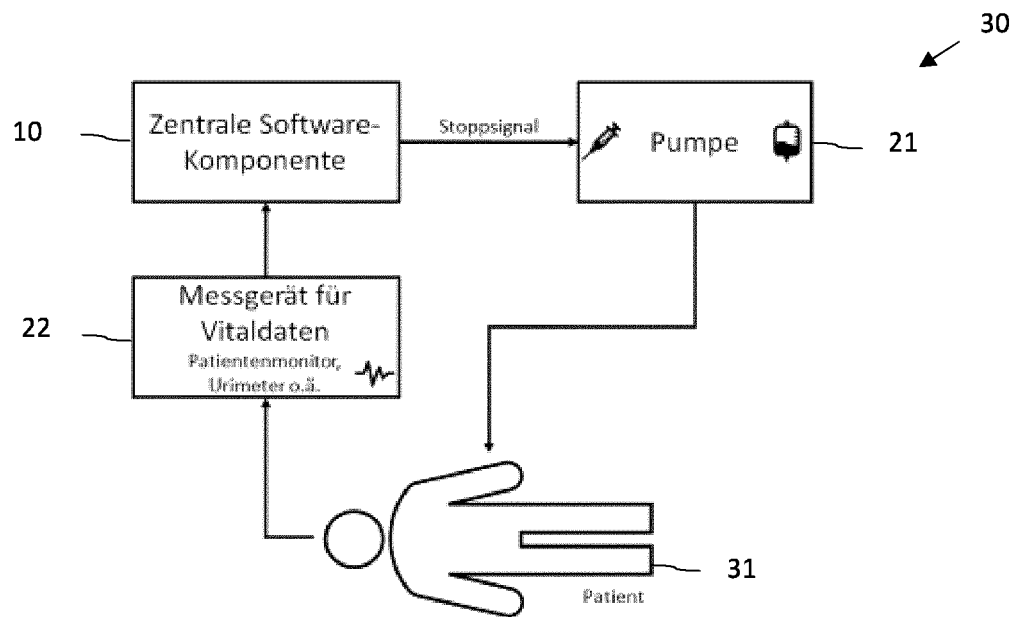 30
10
Zentrale Software-
Komponente
Stoppsignal
Pumpe
21
22
Messgerät für
Vitaldaten
Patientenmonitor,
Urimeter o.ä.
31
Patient